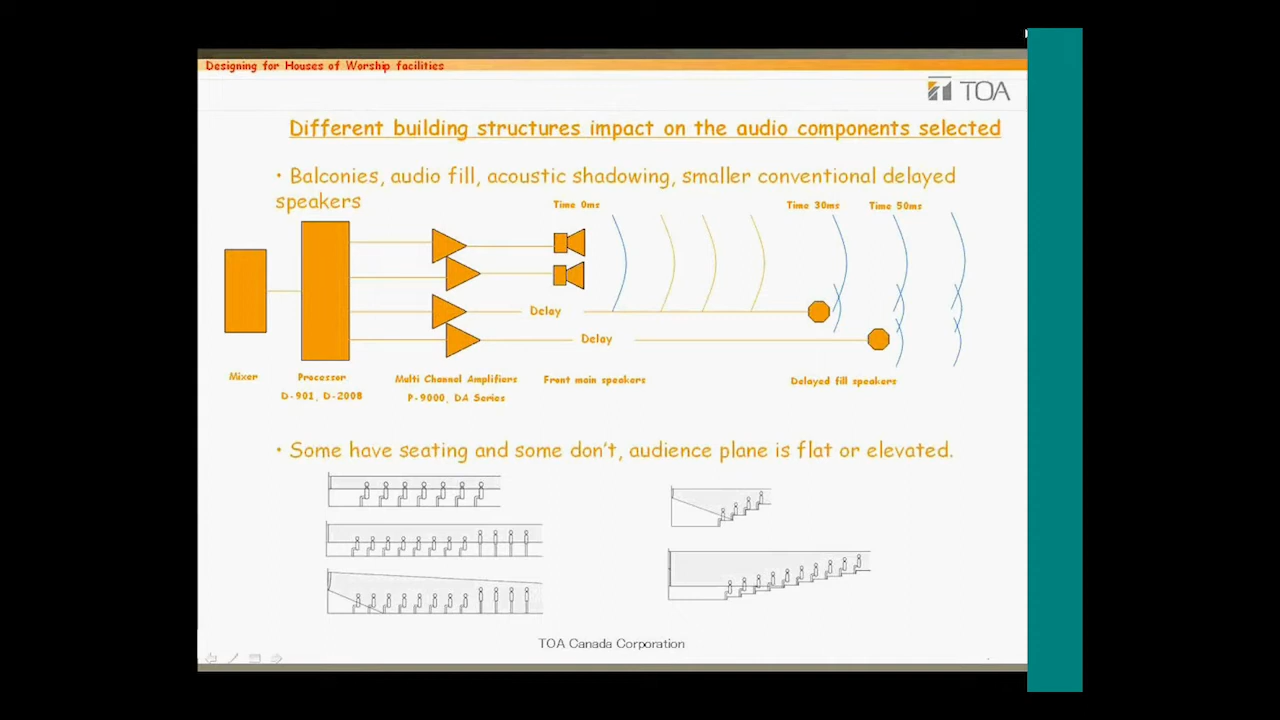 Designing for Houses of Worship facilities
TOA
Different building structures impact on the audio components selected
• Balconies, audio fill, acoustic shadowing, smaller conventional delayed
speakers
Time 0ms
Time 30ms
Time 50ms
Delay
Delay
Mixer
Processor
Multi Channel Amplifiers
Front main speakers
Delayed fill speakers
D-901, D-2008
P-9000, DA Series
• Some have seating and some don't, audience plane is flat or elevated.
TOA Canada Corporation